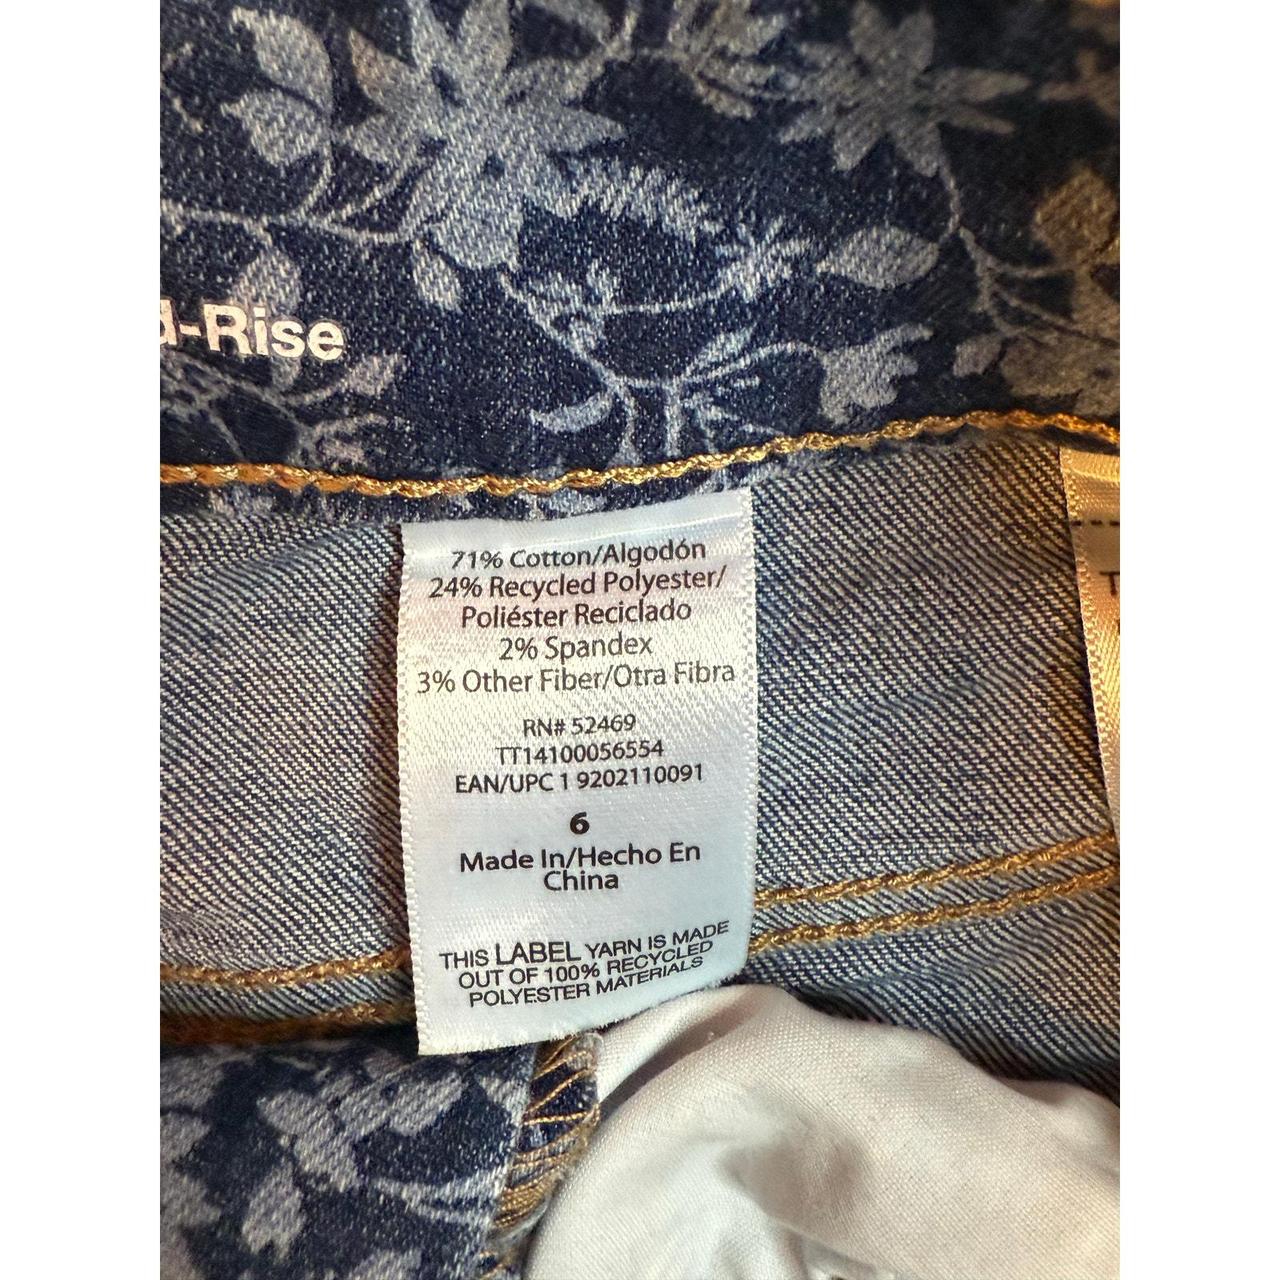 d-Rise
71% Cotton/Algodón
24% Recycled Polyester/
Poliéster Reciclado
2% Spandex
3% Other Fiber/Otra Fibra
RN# 52469
TT14100056554
EAN/UPC 1 9202110091
6
Made In/Hecho En
China
THIS LABEL YARN IS MADE
OUT OF 100% RECYCLED
POLYESTER MATERIALS